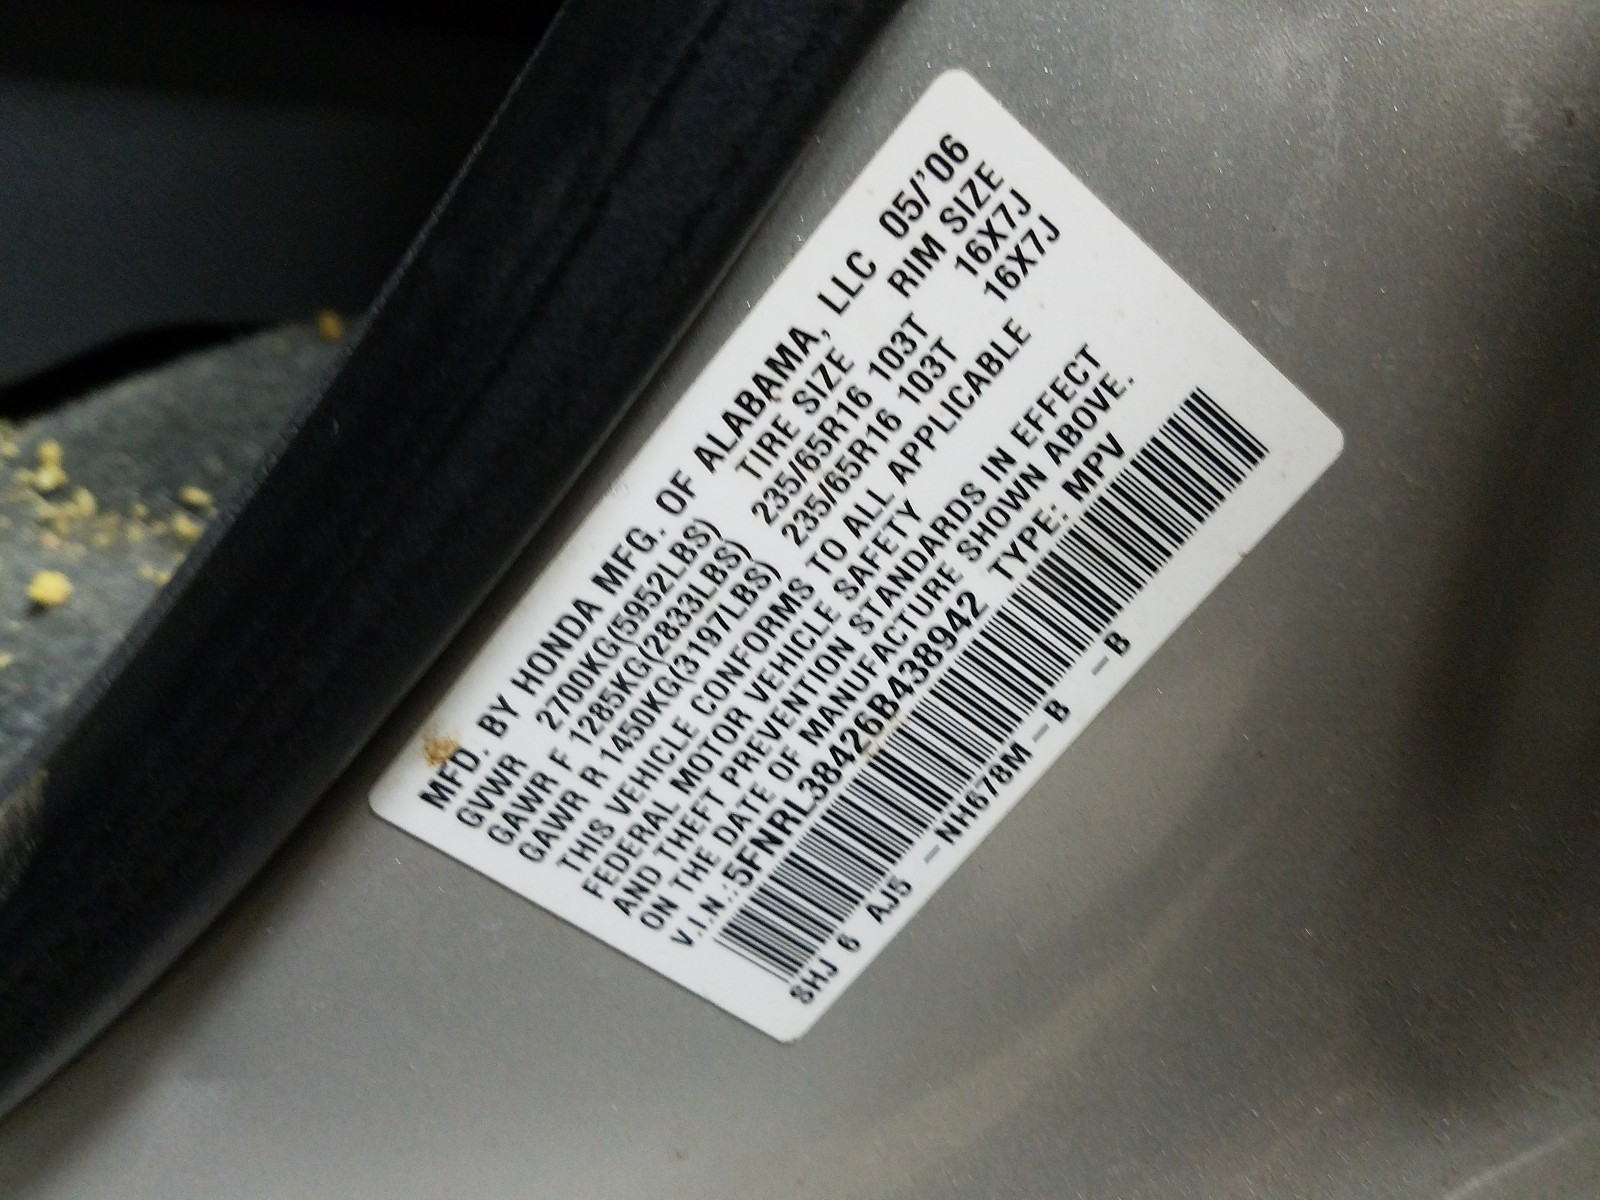 MFD. BY HONDA MFG. OF ALABAMA, LLC 05/'06
TIRE SIZE RIM SIZE
GVWR 2700KG(5952LBS)
GAWR F 1285KG(2833LBS) 235/65R16 103T 16X7J
GAWR R 1450KG(3197LBS) 235/65R16 103T 16X7J
THIS VEHICLE CONFORMS TO ALL APPLICABLE
FEDERAL MOTOR VEHICLE SAFETY
AND THEFT PREVENTION STANDARDS IN EFFECT
ON THE DATE OF MANUFACTURE SHOWN ABOVE.
V.I.N.:5FNRL38426B438942 TYPE: MPV
SHJ 6 AJ5 -NH678M -B -B